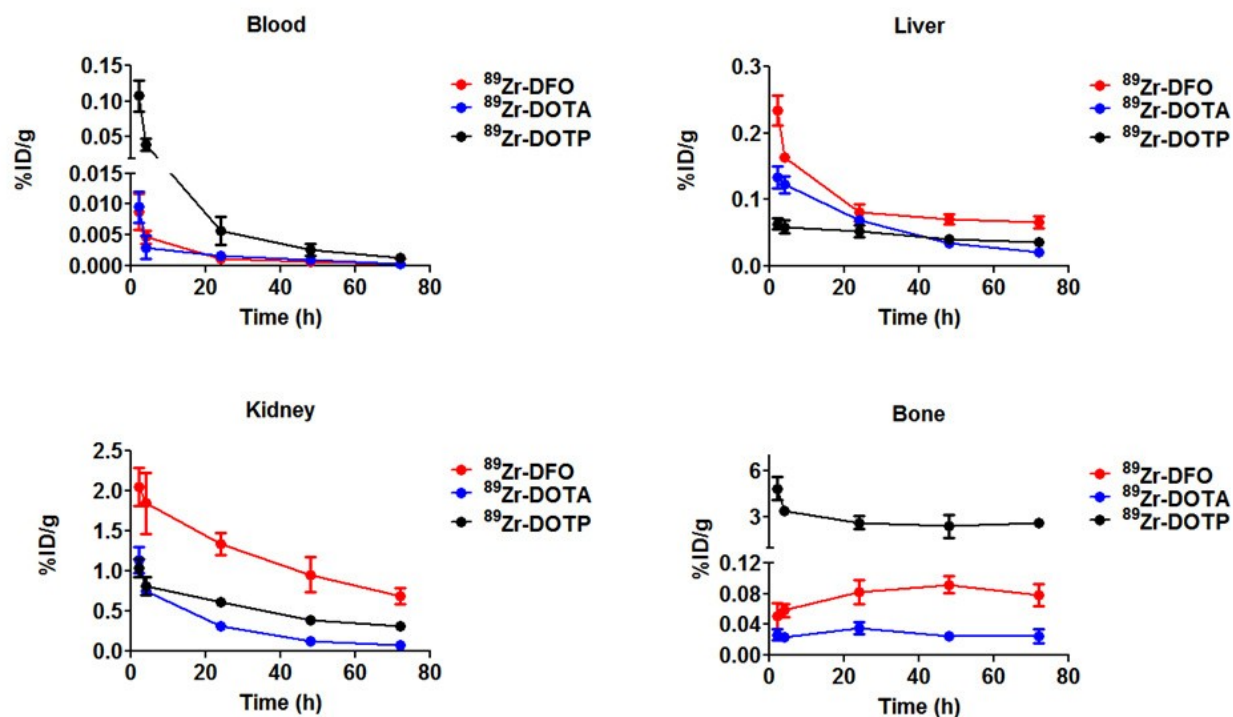 Blood
%ID/g
0.15
0.10
0.05
0.015
0.010
0.005
0.000
0 20 40 60 80
Time (h)
⁸⁹Zr-DFO
⁸⁹Zr-DOTA
⁸⁹Zr-DOTP
Liver
%ID/g
0.3
0.2
0.1
0.0
0 20 40 60 80
Time (h)
⁸⁹Zr-DFO
⁸⁹Zr-DOTA
⁸⁹Zr-DOTP
Kidney
%ID/g
2.5
2.0
1.5
1.0
0.5
0.0
0 20 40 60 80
Time (h)
⁸⁹Zr-DFO
⁸⁹Zr-DOTA
⁸⁹Zr-DOTP
Bone
%ID/g
6
3
0.12
0.08
0.04
0.00
0 20 40 60 80
Time (h)
⁸⁹Zr-DFO
⁸⁹Zr-DOTA
⁸⁹Zr-DOTP